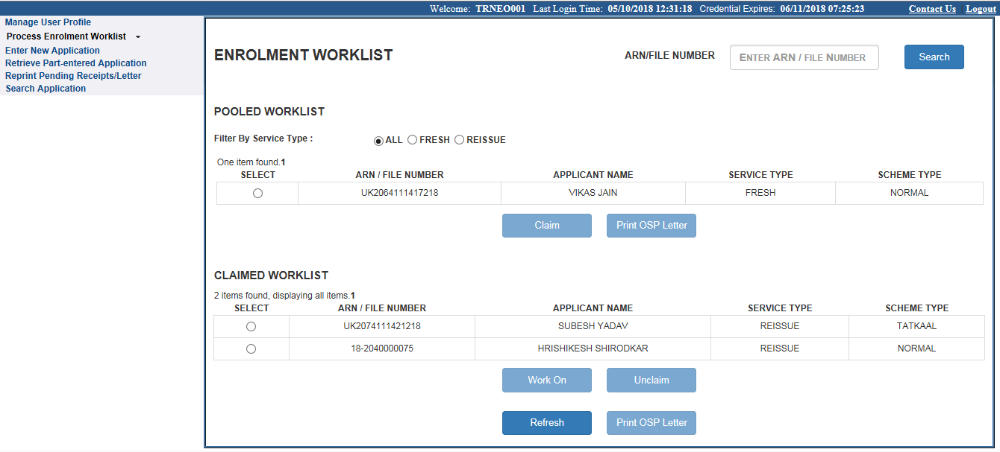 Welcome: TRNEO001 Last Login Time: 05/10/2018 12:31:18 Credential Expires: 06/11/2018 07:25:23 Contact Us Logout
Manage User Profile
Process Enrolment Worklist
Enter New Application
Retrieve Part-entered Application
Reprint Pending Receipts/Letter
Search Application
ENROLMENT WORKLIST ARN/FILE NUMBER ENTER ARN / FILE NUMBER Search
POOLED WORKLIST
Filter By Service Type : ALL FRESH REISSUE
One item found.1
SELECT ARN / FILE NUMBER APPLICANT NAME SERVICE TYPE SCHEME TYPE
UK2064111417218 VIKAS JAIN FRESH NORMAL
Claim Print OSP Letter
CLAIMED WORKLIST
2 items found, displaying all items.1
SELECT ARN / FILE NUMBER APPLICANT NAME SERVICE TYPE SCHEME TYPE
UK2074111421218 SUBESH YADAV REISSUE TATKAAL
18-2040000075 HRISHIKESH SHIRODKAR REISSUE NORMAL
Work On Unclaim
Refresh Print OSP Letter